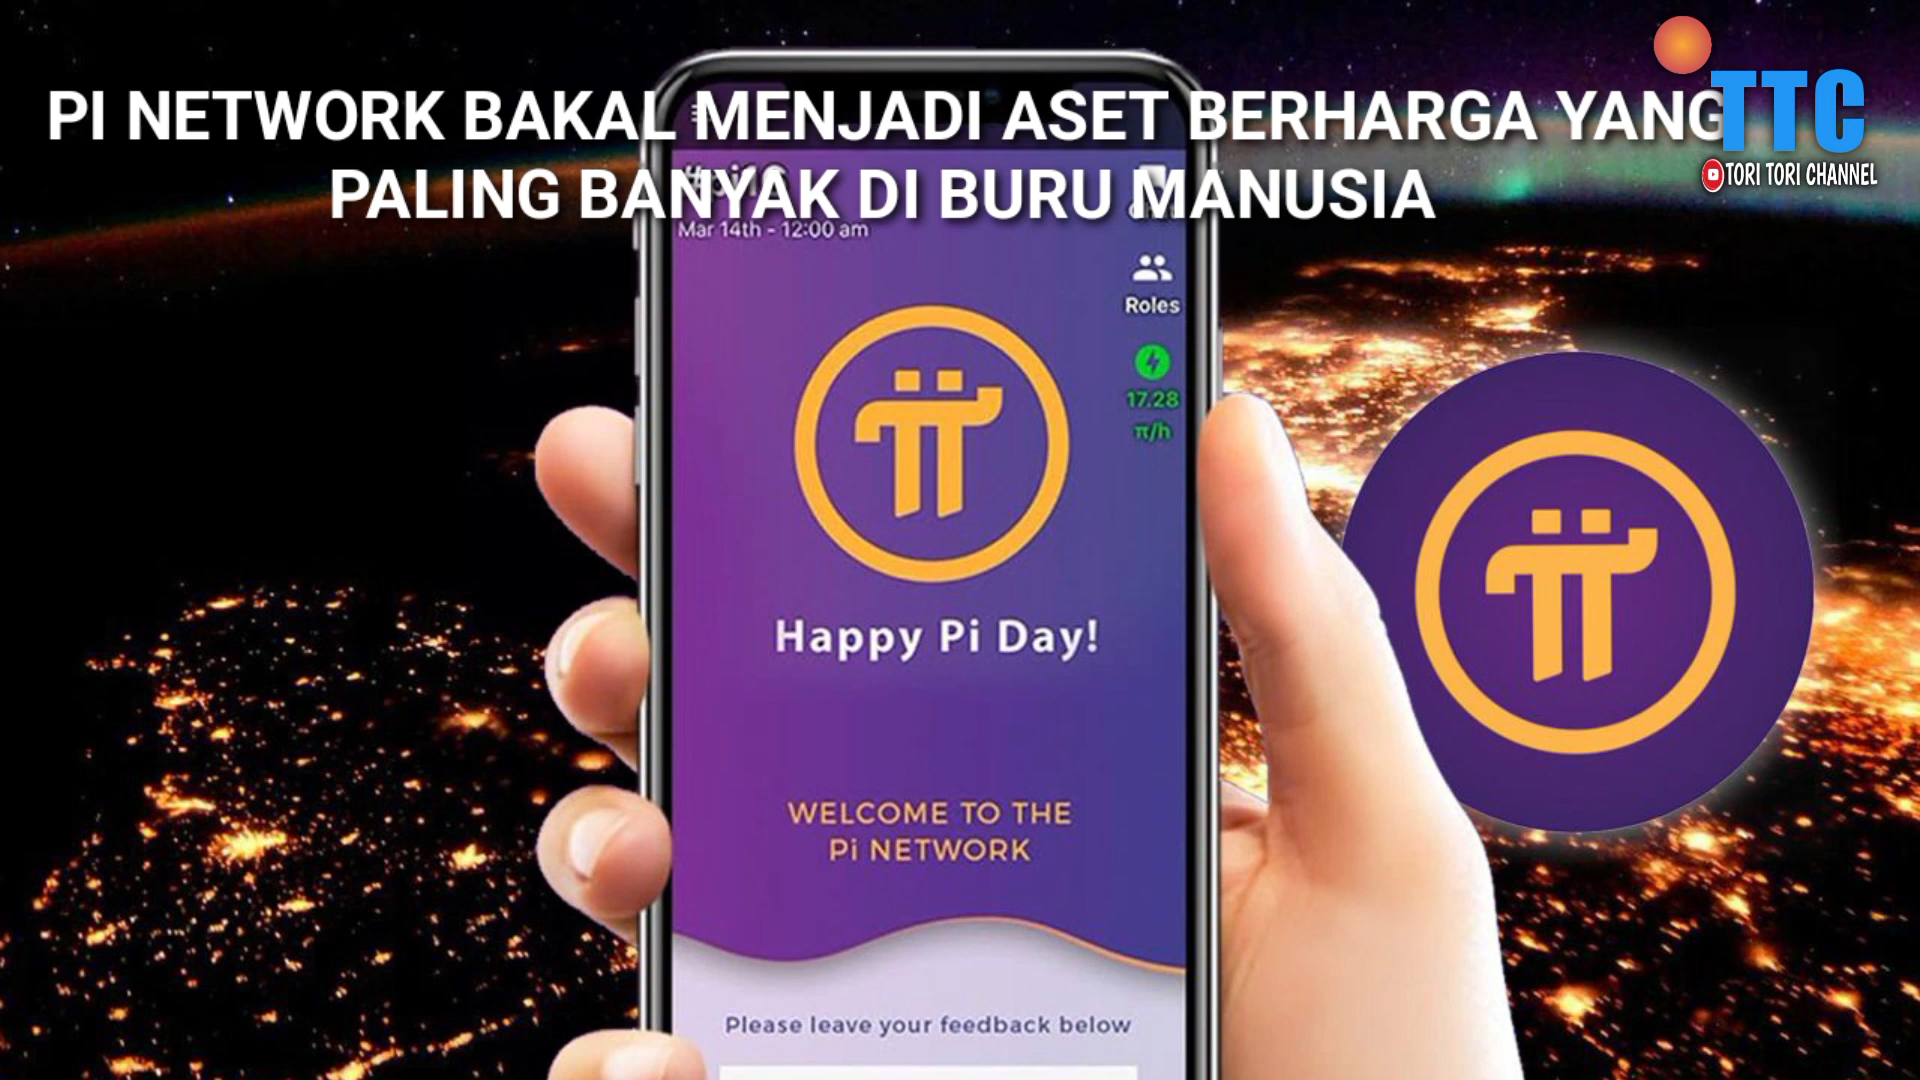 PI NETWORK BAKAL MENJADI ASET BERHARGA YANG
PALING BANYAK DI BURU MANUSIA
TTC
TORI TORI CHANNEL
Mar 14th - 12:00 am
Roles
17.28
π/h
Happy Pi Day!
WELCOME TO THE
Pi NETWORK
Please leave your feedback below